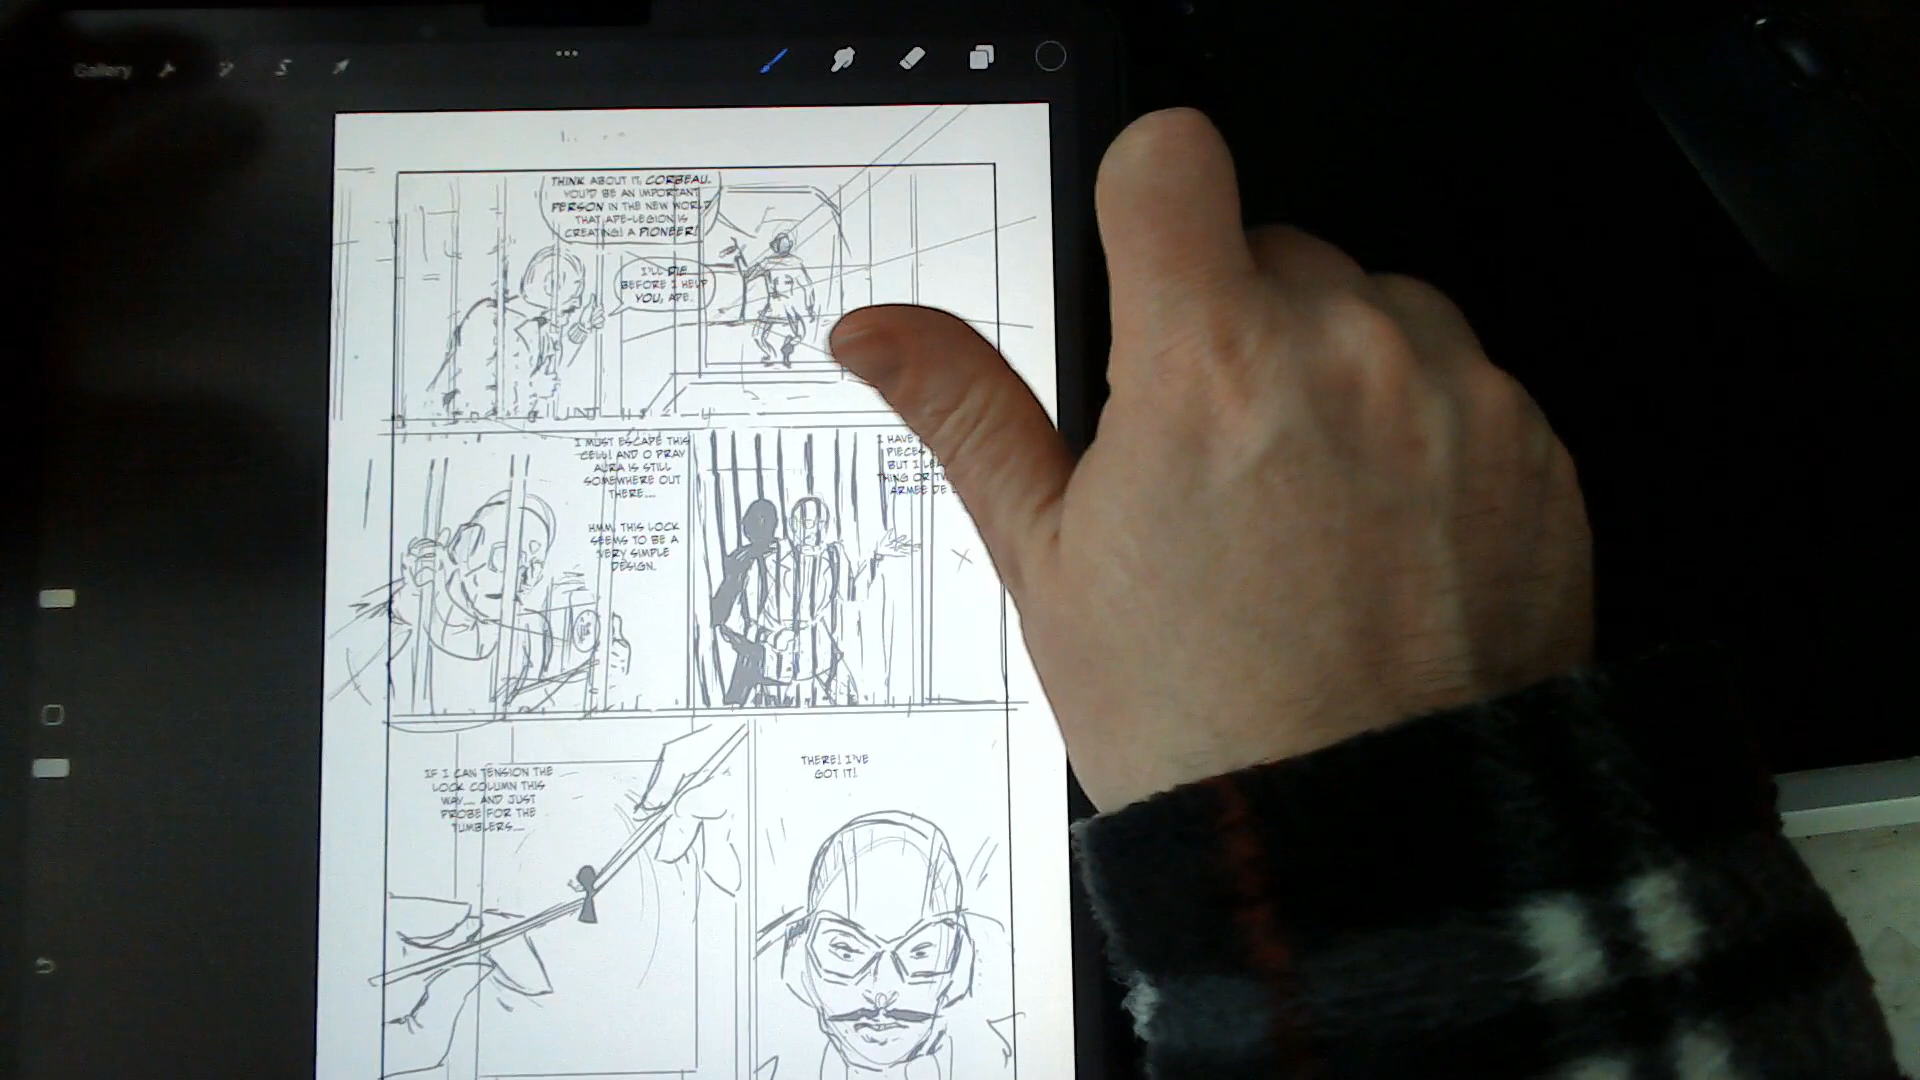 Gallery
THINK ABOUT IT, CORBEAU.
YOU'D BE AN IMPORTANT
PERSON IN THE NEW WORLD
THAT APE-LEGION IS
CREATING! A PIONEER!
I'LL DIE
BEFORE I HELP
YOU, APE.
I MUST ESCAPE THIS
CELL! AND O PRAY
AURA IS STILL
SOMEWHERE OUT
THERE....
HMM, THIS LOCK
SEEMS TO BE A
VERY SIMPLE
DESIGN.
I HAVE
PIECES
BUT I
THING OR
ARMEE DE
IF I CAN TENSION THE
LOCK COLUMN THIS
WAY.... AND JUST
PROBE FOR THE
TUMBLERS....
THERE! I'VE
GOT IT!